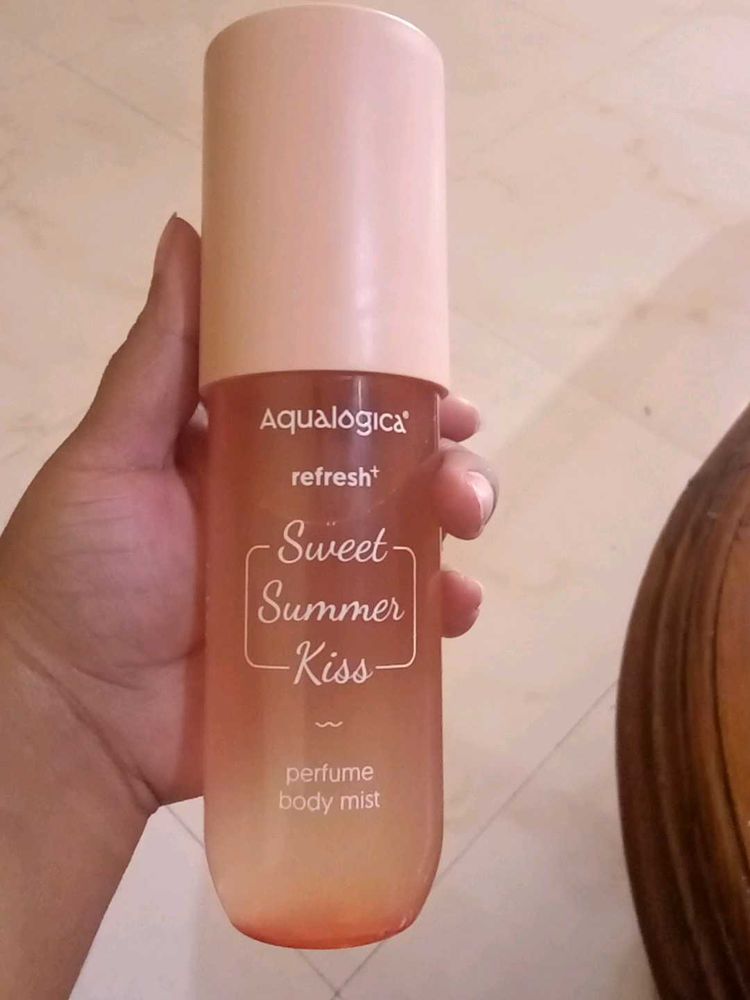 Aqualogica®
refresh+
Sweet
Summer
Kiss
perfume
body mist